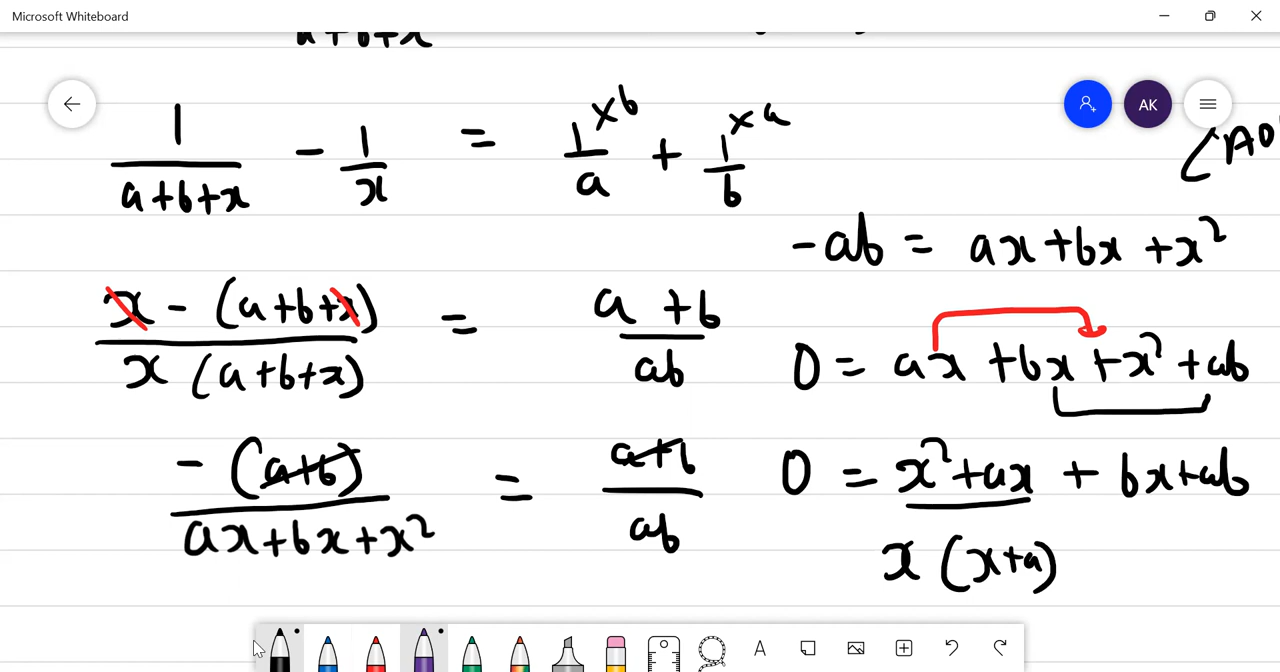 Microsoft Whiteboard
a+b+x
AK
1/(a+b+x) - 1/x = 1/a ×b + 1/b ×a
x - (a+b+x) / x (a+b+x) = a+b / ab
-(a+b) / ax+bx+x² = a+b / ab
-ab = ax+bx+x²
0 = ax+bx+x²+ab
0 = x²+ax + bx+ab
x (x+a)
A